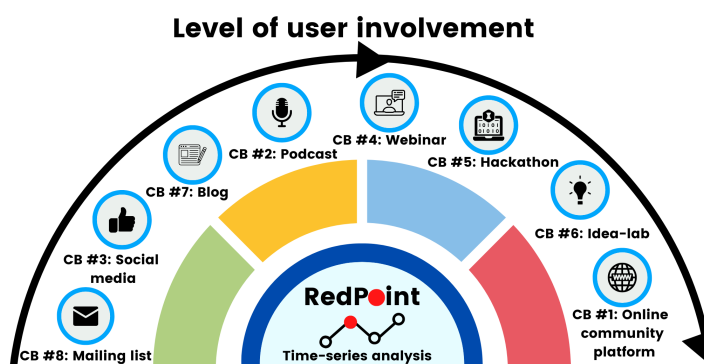 Level of user involvement
CB #4: Webinar
CB #2: Podcast
CB #5: Hackathon
CB #7: Blog
CB #6: Idea-lab
CB #3: Social
media
CB #1: Online
community
platform
CB #8: Mailing list
RedPoint
Time-series analysis